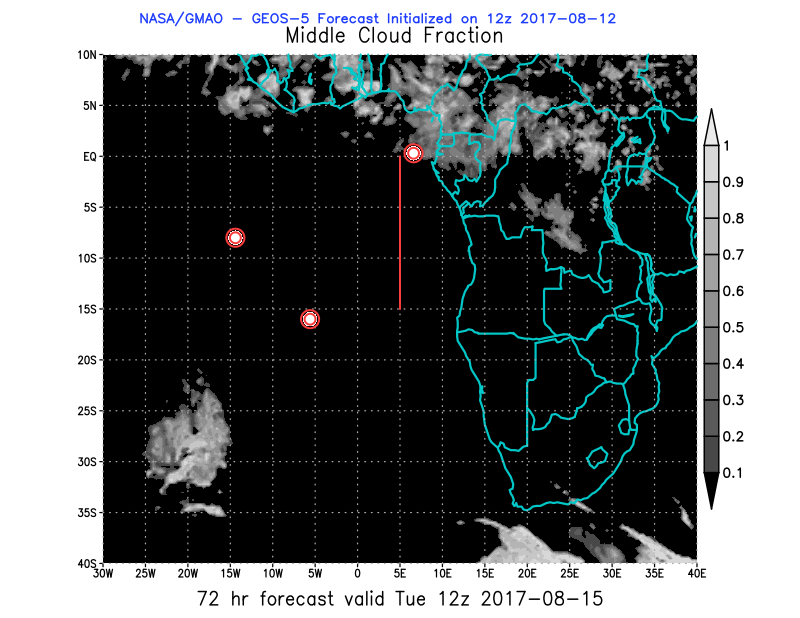 NASA/GMAO - GEOS-5 Forecast Initialized on 12z 2017-08-12
Middle Cloud Fraction
10N
5N
EQ
5S
10S
15S
20S
25S
30S
35S
40S
30W 25W 20W 15W 10W 5W 0 5E 10E 15E 20E 25E 30E 35E 40E
1
0.9
0.8
0.7
0.6
0.5
0.4
0.3
0.2
0.1
72 hr forecast valid Tue 12z 2017-08-15